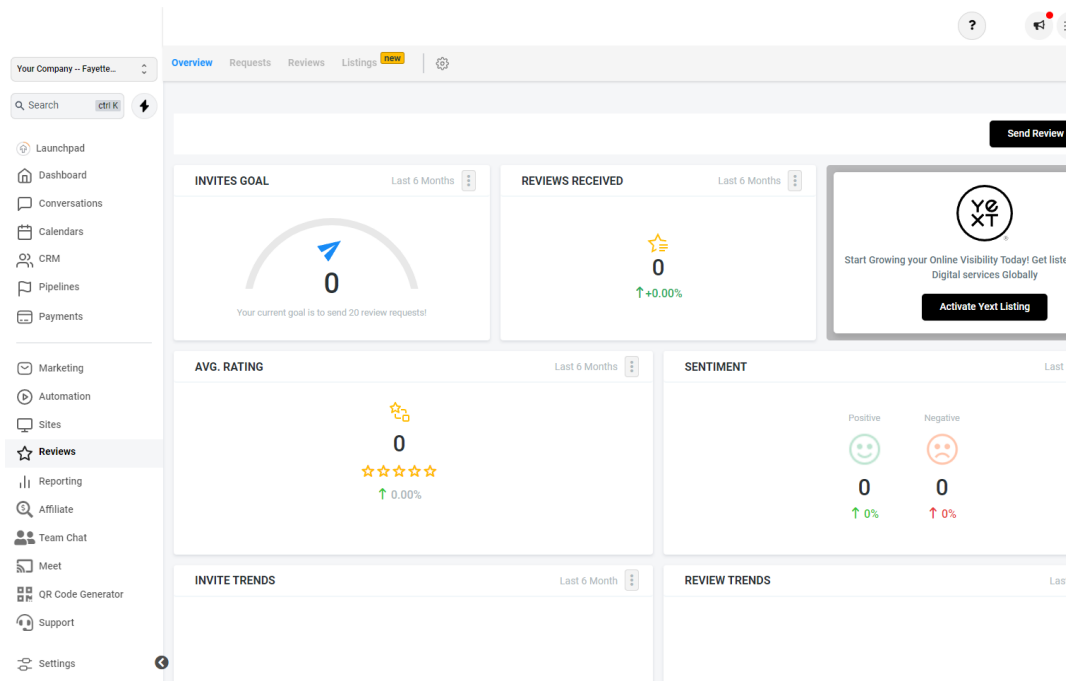 ?
Your Company -- Fayette...
Overview
Requests
Reviews
Listings
new
Search
ctrl K
Send Review
Launchpad
Dashboard
Conversations
Calendars
CRM
Pipelines
Payments
Marketing
Automation
Sites
Reviews
Reporting
Affiliate
Team Chat
Meet
QR Code Generator
Support
Settings
INVITES GOAL
Last 6 Months
0
Your current goal is to send 20 review requests!
REVIEWS RECEIVED
Last 6 Months
0
+0.00%
YEXT
®
Start Growing your Online Visibility Today! Get liste
Digital services Globally
Activate Yext Listing
AVG. RATING
Last 6 Months
0
0.00%
SENTIMENT
Last
Positive
Negative
0
0
0%
0%
INVITE TRENDS
Last 6 Month
REVIEW TRENDS
Las